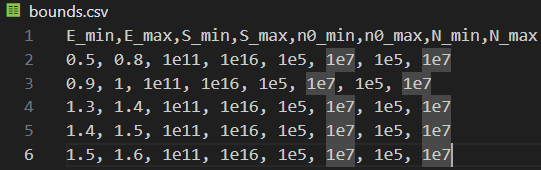 bounds.csv
1 E_min,E_max,S_min,S_max,n0_min,n0_max,N_min,N_max
2 0.5, 0.8, 1e11, 1e16, 1e5, 1e7, 1e5, 1e7
3 0.9, 1, 1e11, 1e16, 1e5, 1e7, 1e5, 1e7
4 1.3, 1.4, 1e11, 1e16, 1e5, 1e7, 1e5, 1e7
5 1.4, 1.5, 1e11, 1e16, 1e5, 1e7, 1e5, 1e7
6 1.5, 1.6, 1e11, 1e16, 1e5, 1e7, 1e5, 1e7